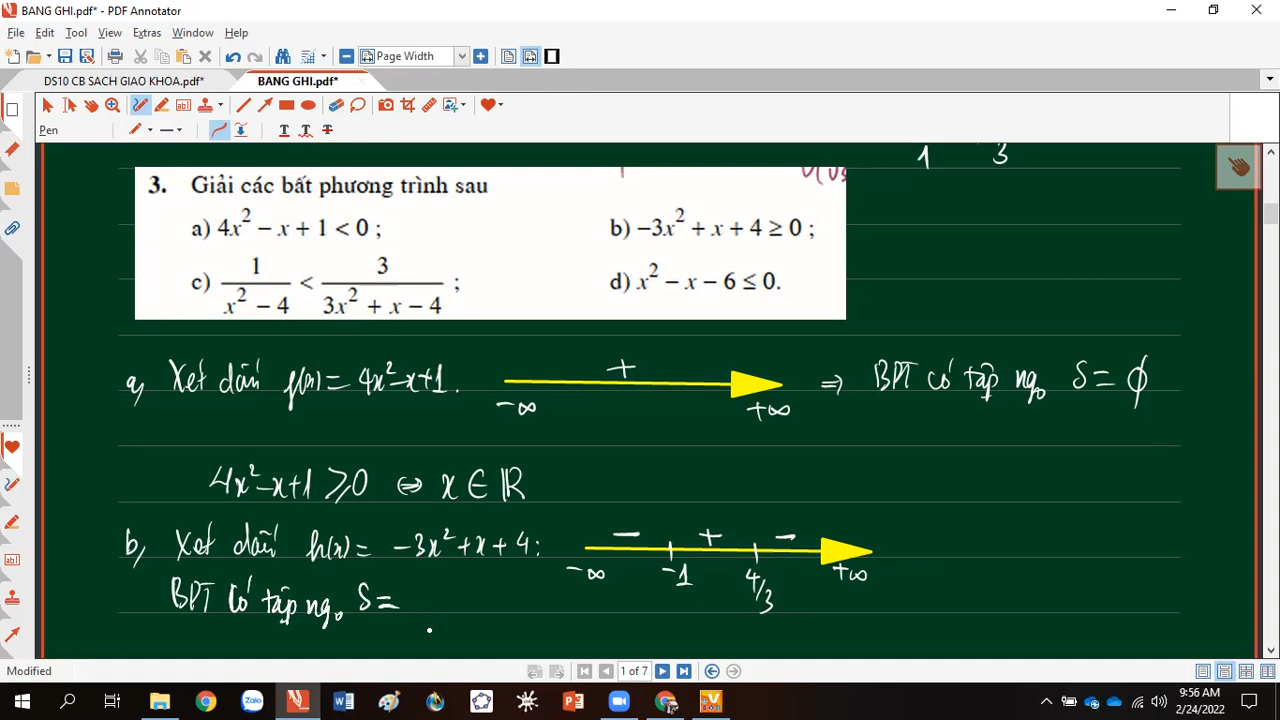 BANG GHI.pdf* - PDF Annotator
File Edit Tool View Extras Window Help
Page Width
DS10 CB SACH GIAO KHOA.pdf* BANG GHI.pdf*
Pen
1 3
3. Giải các bất phương trình sau
a) 4x² − x + 1 < 0 ; b) −3x² + x + 4 ≥ 0 ;
c) 1/(x² − 4) < 3/(3x² + x − 4) ; d) x² − x − 6 ≤ 0.
a, Xét dấu f(x) = 4x²-x+1. + ⇒ BPT có tập ng₀ S = ϕ
-∞ +∞
4x²-x+1 ≥ 0 ⇔ x ∈ ℝ
b, Xét dấu h(x) = -3x²+x+4: − + −
-∞ -1 4/3 +∞
BPT có tập ng₀ S =
Modified 1 of 7
9:56 AM
2/24/2022